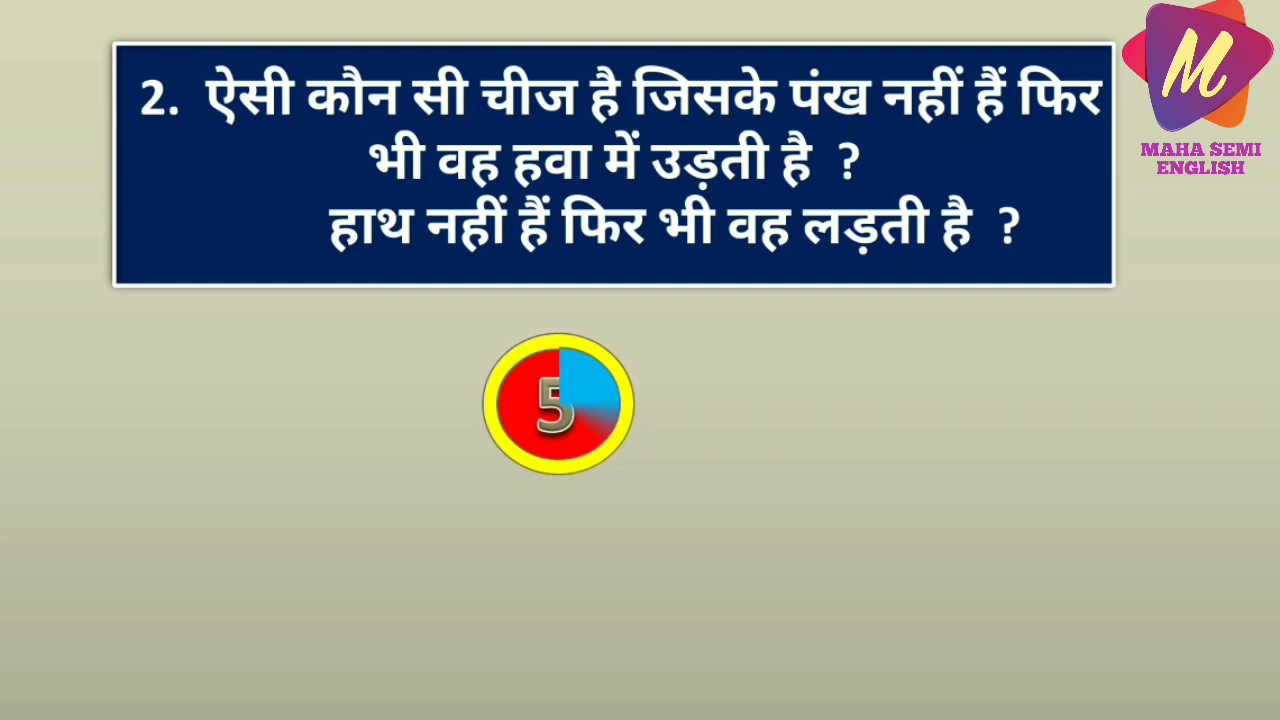 2. ऐसी कौन सी चीज है जिसके पंख नहीं हैं फिर
भी वह हवा में उड़ती है ?
हाथ नहीं हैं फिर भी वह लड़ती है ?
5
M
MAHA SEMI
ENGLISH